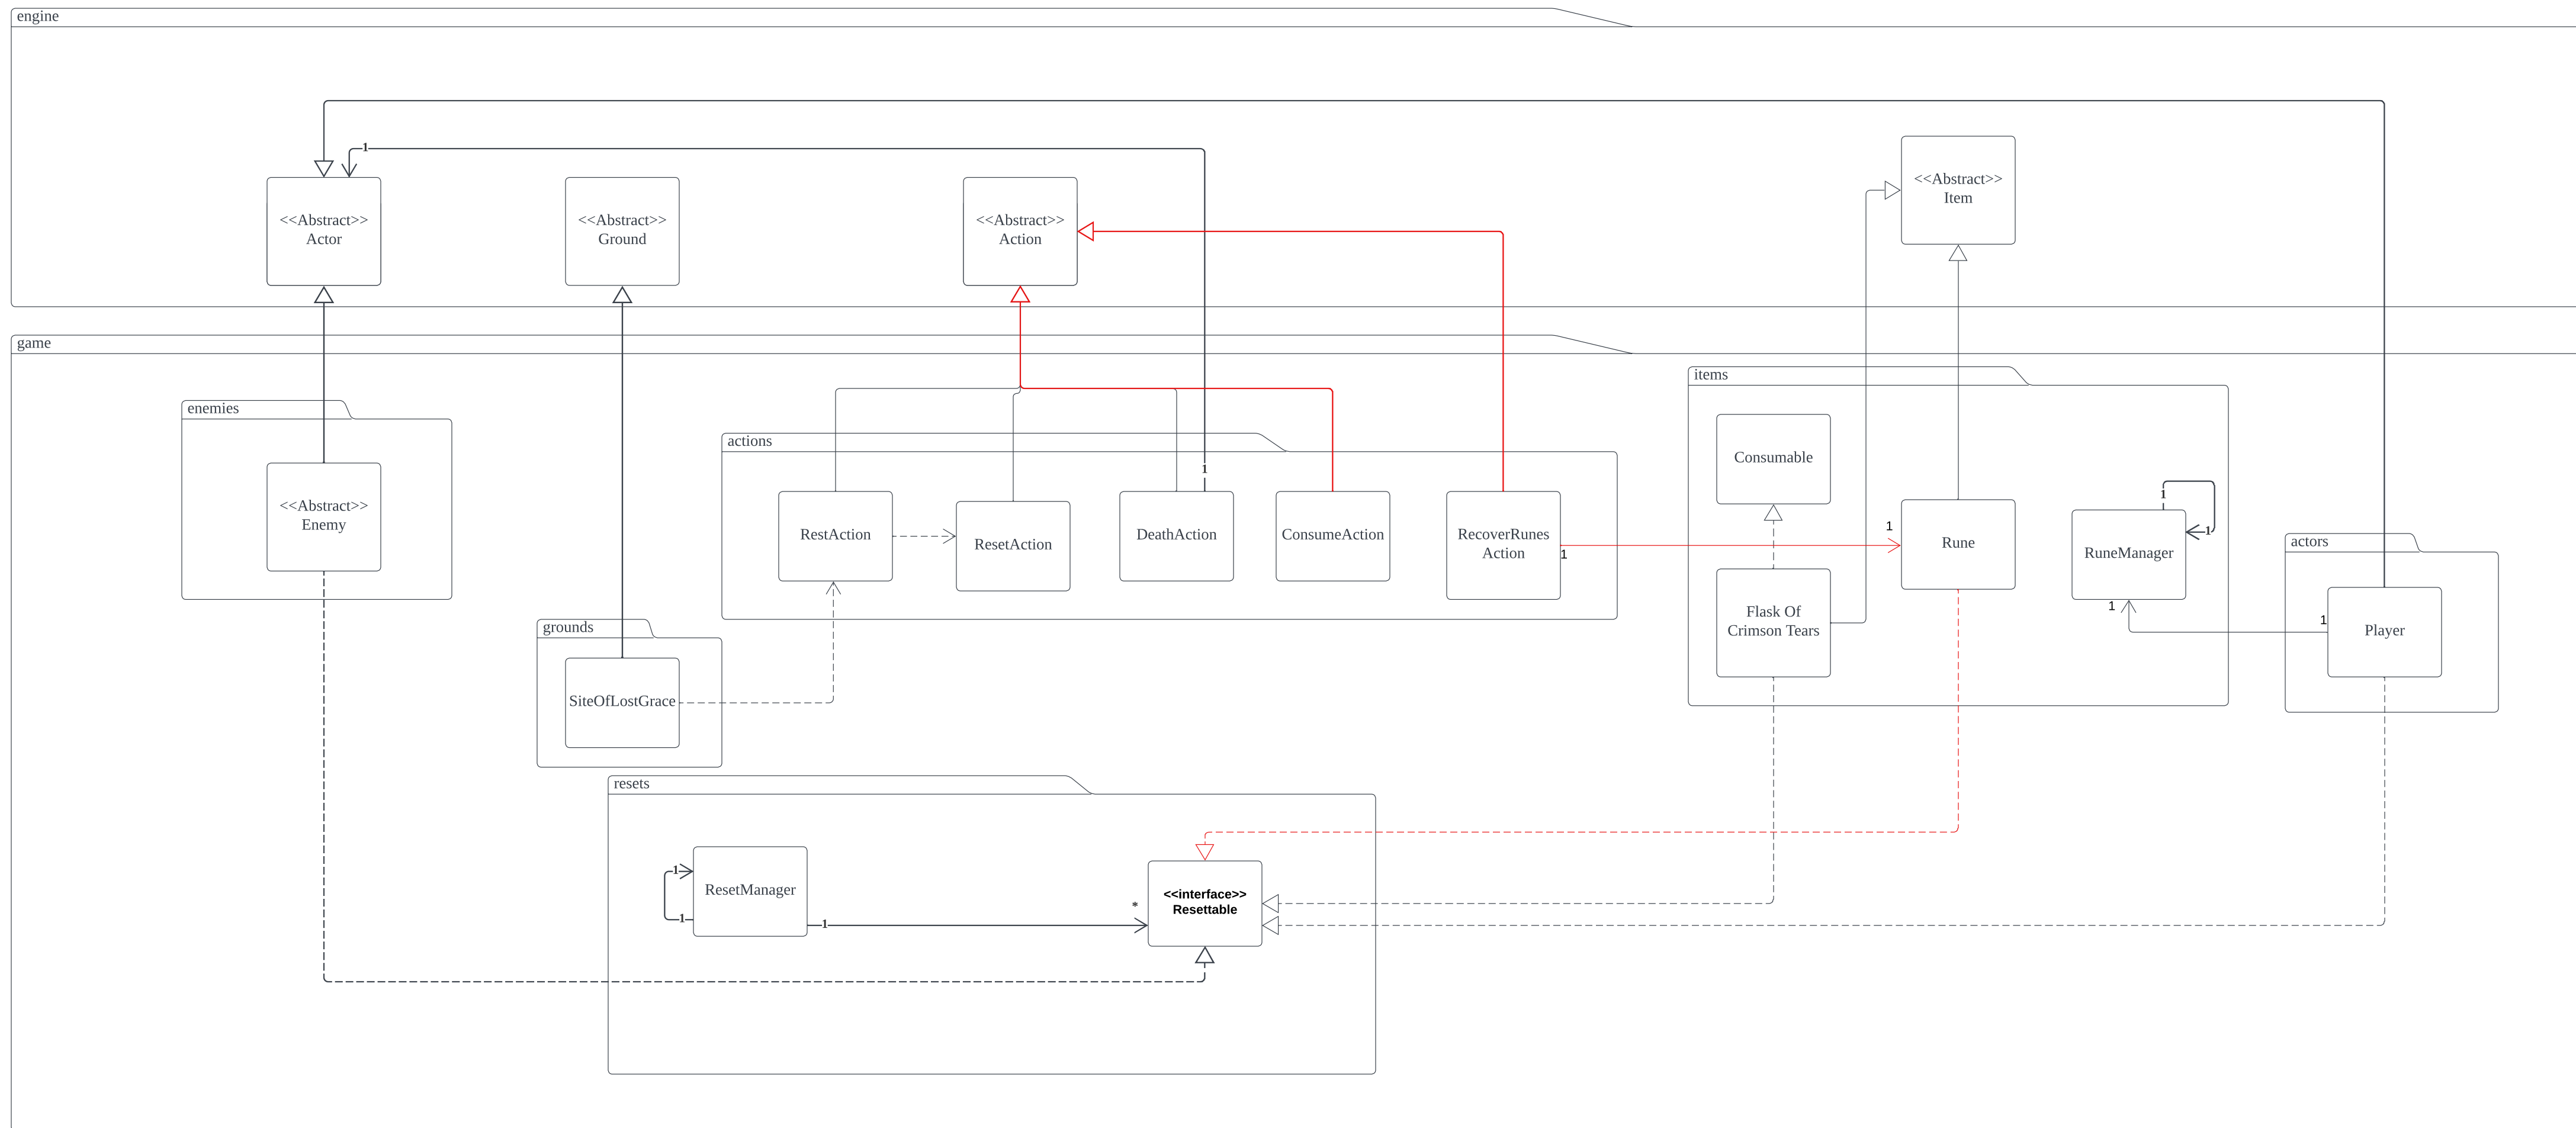 engine
1
<<Abstract>>
Actor
<<Abstract>>
Ground
<<Abstract>>
Action
<<Abstract>>
Item
game
enemies
<<Abstract>>
Enemy
actions
1
RestAction
ResetAction
DeathAction
ConsumeAction
RecoverRunes
Action
1
items
Consumable
Flask Of
Crimson Tears
1
Rune
1
1
RuneManager
1
actors
1
Player
grounds
SiteOfLostGrace
resets
1
1
ResetManager
1
*
<<interface>>
Resettable